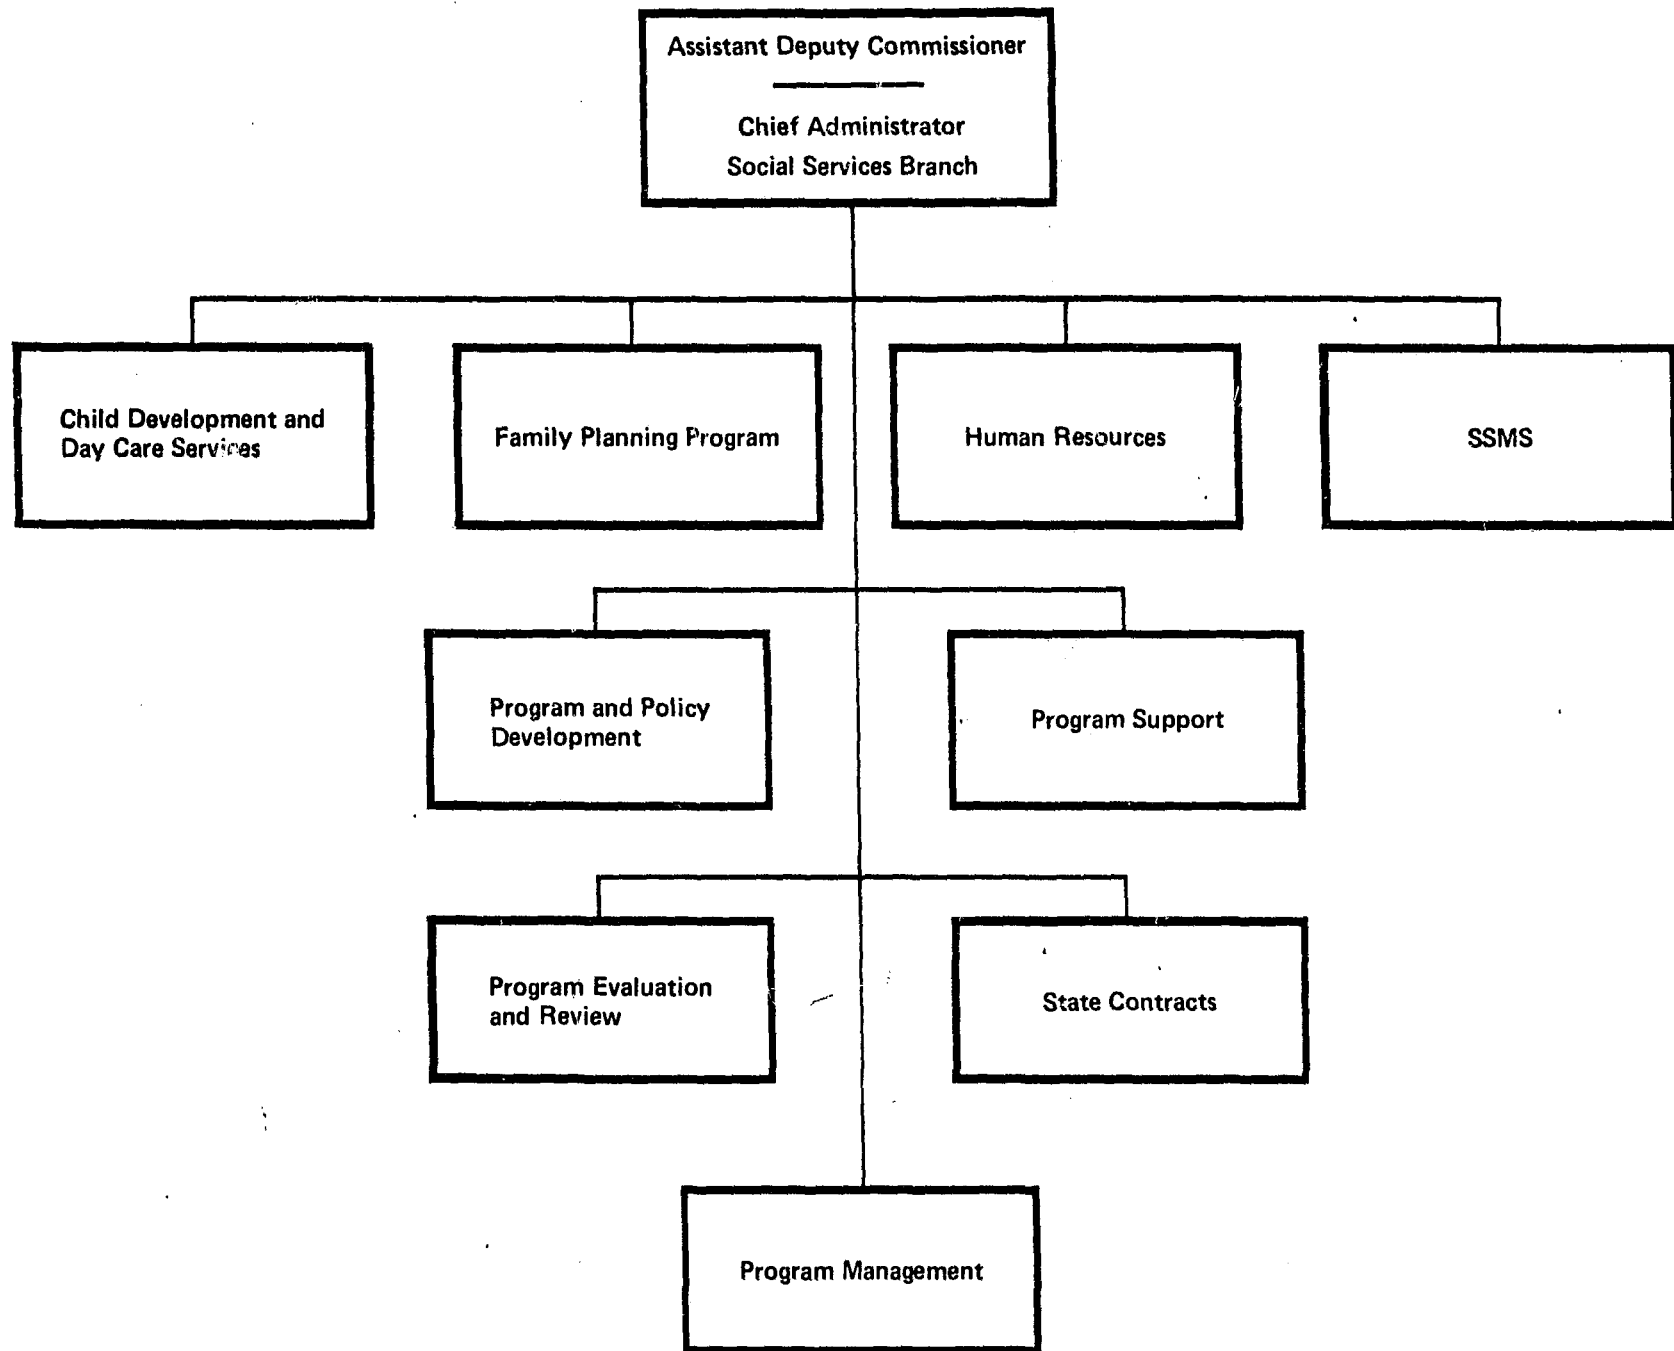 Assistant Deputy Commissioner
Chief Administrator
Social Services Branch
Child Development and
Day Care Services
Family Planning Program
Human Resources
SSMS
Program and Policy
Development
Program Support
Program Evaluation
and Review
State Contracts
Program Management